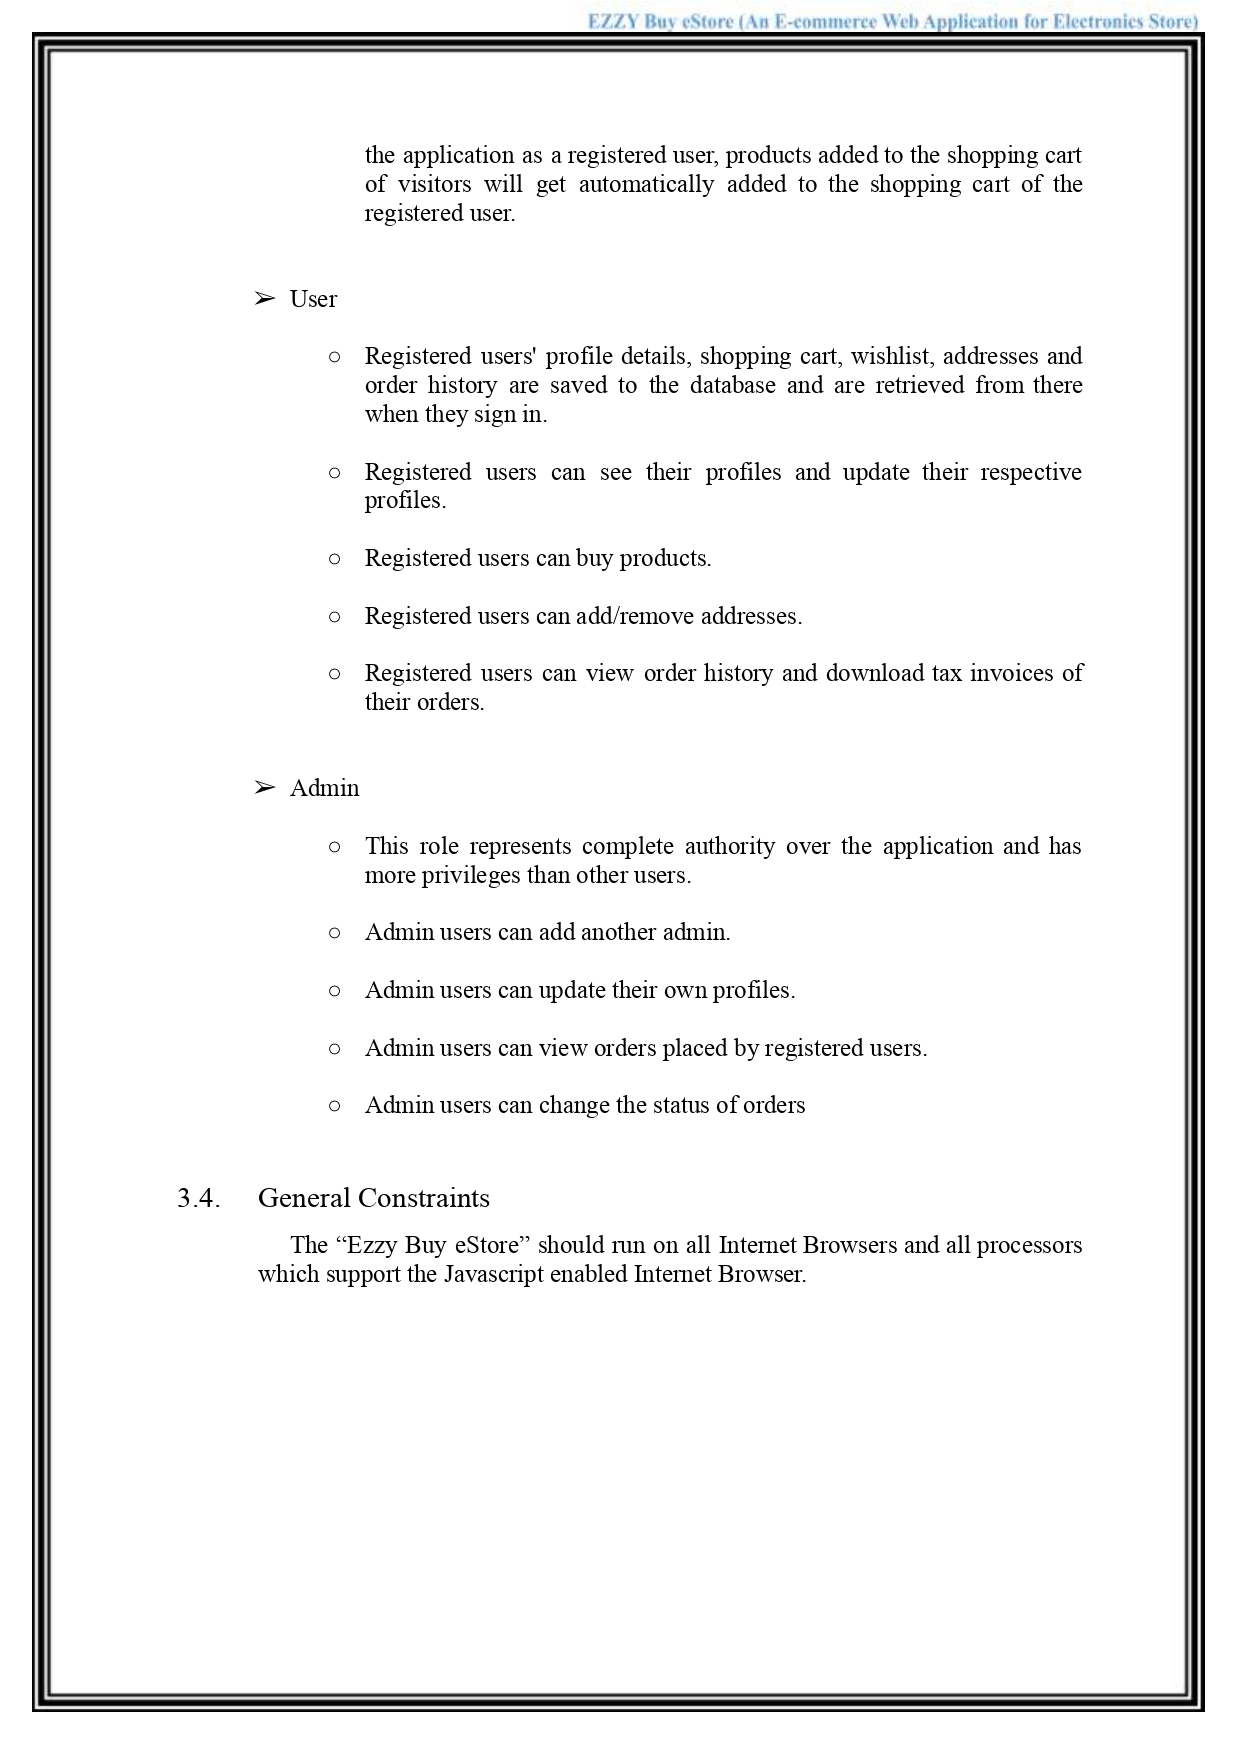 EZZY Buy eStore (An E-commerce Web Application for Electronics Store)
the application as a registered user, products added to the shopping cart
of visitors will get automatically added to the shopping cart of the
registered user.
➢ User
○ Registered users' profile details, shopping cart, wishlist, addresses and
order history are saved to the database and are retrieved from there
when they sign in.
○ Registered users can see their profiles and update their respective
profiles.
○ Registered users can buy products.
○ Registered users can add/remove addresses.
○ Registered users can view order history and download tax invoices of
their orders.
➢ Admin
○ This role represents complete authority over the application and has
more privileges than other users.
○ Admin users can add another admin.
○ Admin users can update their own profiles.
○ Admin users can view orders placed by registered users.
○ Admin users can change the status of orders
3.4. General Constraints
The “Ezzy Buy eStore” should run on all Internet Browsers and all processors
which support the Javascript enabled Internet Browser.